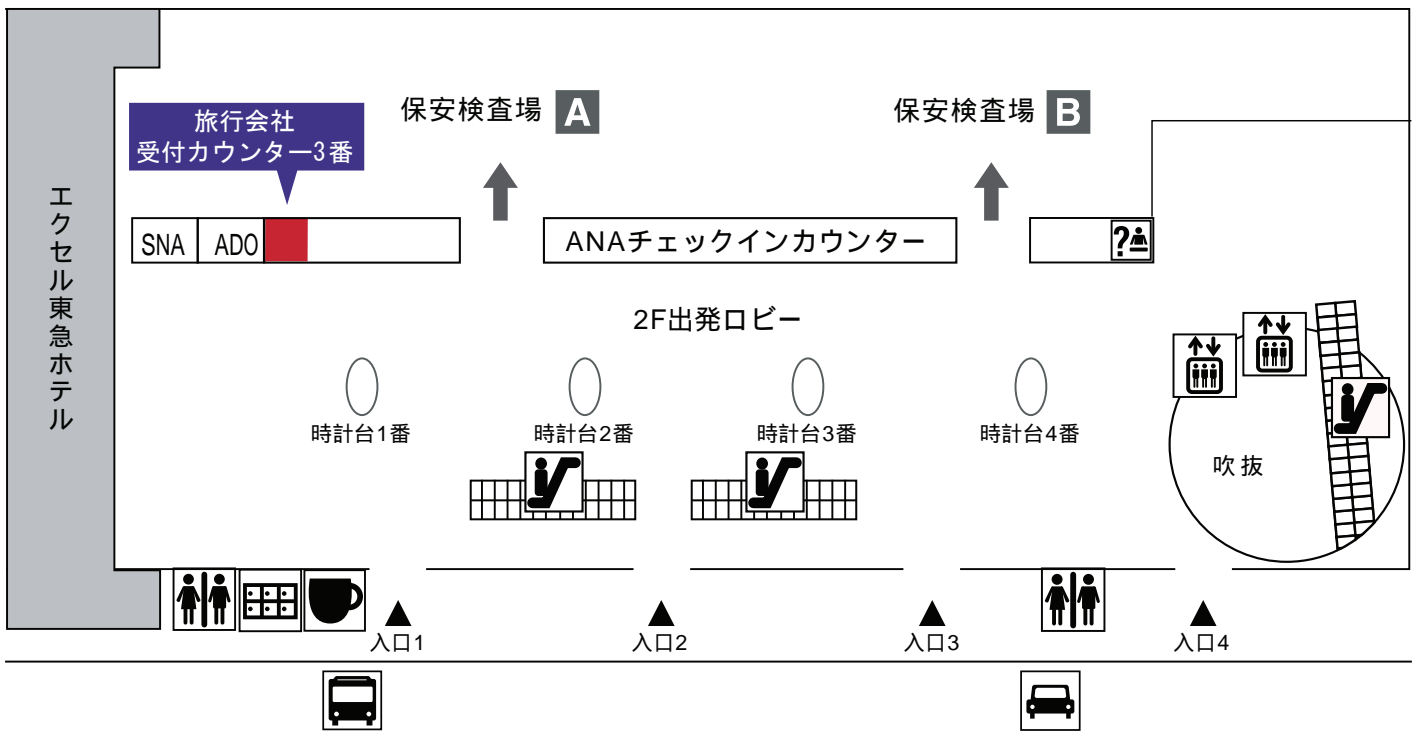 保安検査場 A
保安検査場 B
旅行会社
受付カウンター3番
エクセル東急ホテル
SNA
ADO
ANAチェックインカウンター
?
2F出発ロビー
時計台1番
時計台2番
時計台3番
時計台4番
吹抜
入口1
入口2
入口3
入口4